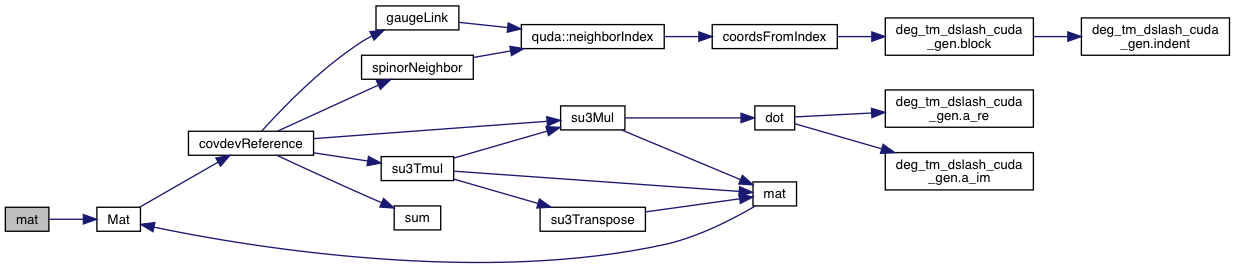 mat
Mat
covdevReference
gaugeLink
spinorNeighbor
su3Tmul
sum
quda::neighborIndex
su3Mul
su3Transpose
coordsFromIndex
dot
mat
deg_tm_dslash_cuda
_gen.block
deg_tm_dslash_cuda
_gen.indent
deg_tm_dslash_cuda
_gen.a_re
deg_tm_dslash_cuda
_gen.a_im